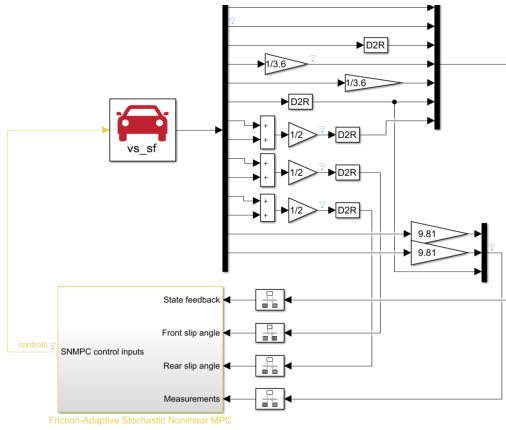 D2R
1/3.6
1/3.6
D2R
vs_sf
+
+
1/2
D2R
+
+
1/2
D2R
+
+
1/2
D2R
9.81
9.81
State feedback
Front slip angle
controls
SNMPC control inputs
Rear slip angle
Measurements
Front-Adaptive Stochastic Nonlinear MPC